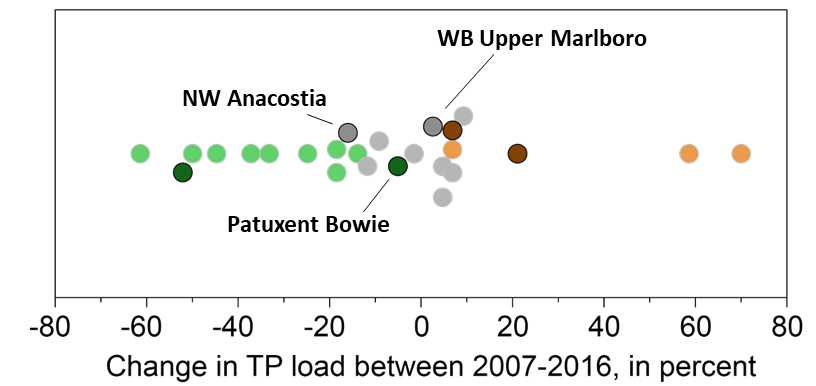 WB Upper Marlboro
NW Anacostia
Patuxent Bowie
-80 -60 -40 -20 0 20 40 60 80
Change in TP load between 2007-2016, in percent